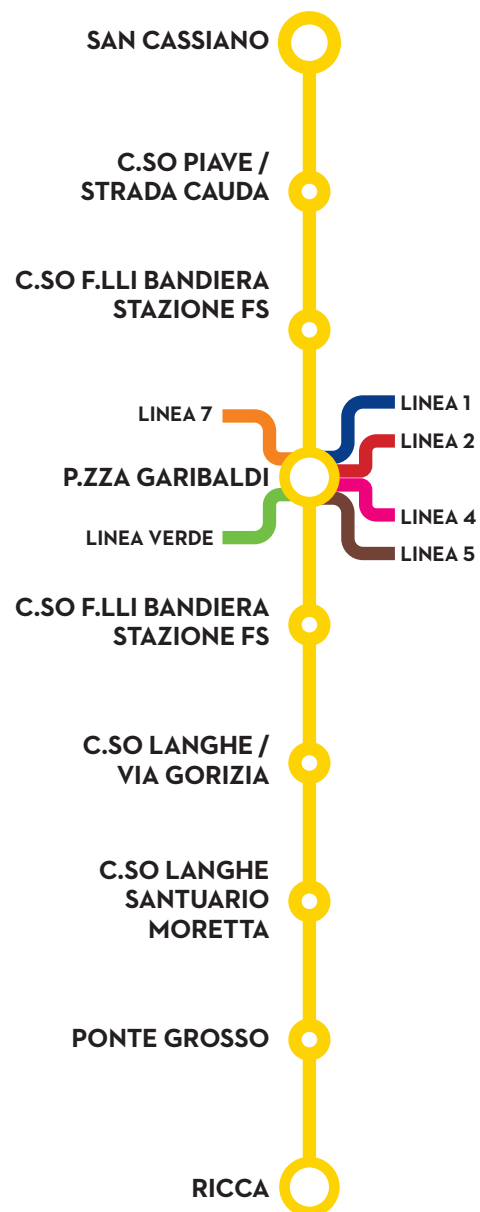 SAN CASSIANO
C.SO PIAVE /
STRADA CAUDA
C.SO F.LLI BANDIERA
STAZIONE FS
LINEA 7
LINEA 1
LINEA 2
P.ZZA GARIBALDI
LINEA 4
LINEA VERDE
LINEA 5
C.SO F.LLI BANDIERA
STAZIONE FS
C.SO LANGHE /
VIA GORIZIA
C.SO LANGHE
SANTUARIO
MORETTA
PONTE GROSSO
RICCA